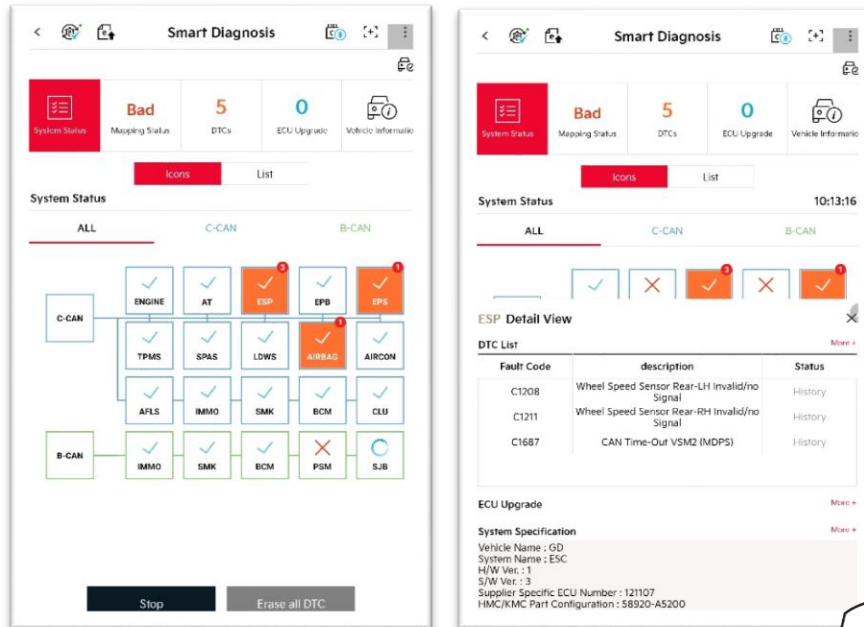 Smart Diagnosis
Bad
5
0
System Status
Mapping Status
DTCs
ECU Upgrade
Vehicle Informatic
Icons
List
System Status
ALL
C-CAN
B-CAN
3
1
ENGINE
AT
ESP
EPB
EPS
C-CAN
1
TPMS
SPAS
LDWS
AIRBAG
AIRCON
AFLS
IMMO
SMK
BCM
CLU
B-CAN
IMMO
SMK
BCM
PSM
SJB
Stop
Erase all DTC
Smart Diagnosis
Bad
5
0
System Status
Mapping Status
DTCs
ECU Upgrade
Vehicle Informatic
Icons
List
System Status
10:13:16
ALL
C-CAN
B-CAN
3
1
ESP Detail View
DTC List
More +
Fault Code
description
Status
C1208
Wheel Speed Sensor Rear-LH Invalid/no
Signal
History
C1211
Wheel Speed Sensor Rear-RH Invalid/no
Signal
History
C1687
CAN Time-Out VSM2 (MDPS)
History
ECU Upgrade
More +
System Specification
More +
Vehicle Name : GD
System Name : ESC
H/W Ver. : 1
S/W Ver. : 3
Supplier Specific ECU Number : 121107
HMC/KMC Part Configuration : 58920-A5200